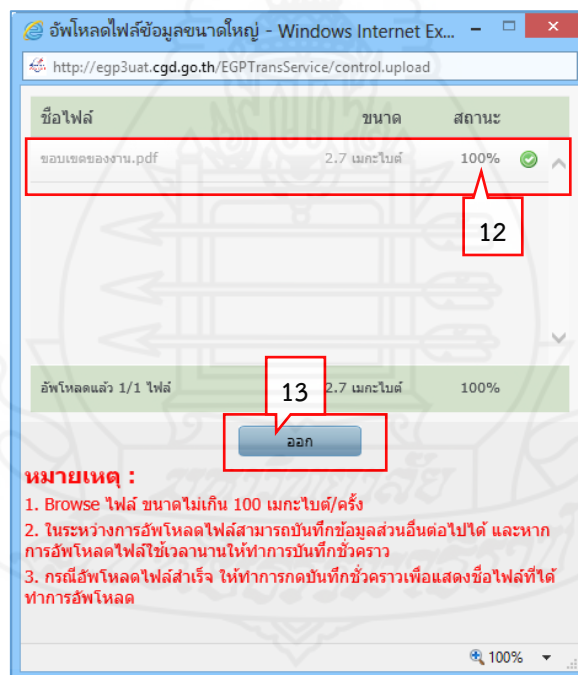 อัพโหลดไฟล์ข้อมูลขนาดใหญ่ - Windows Internet Ex...
http://egp3uat.cgd.go.th/EGPTransService/control.upload
ชื่อไฟล์ ขนาด สถานะ
ขอบเขตของงาน.pdf 2.7 เมกะไบต์ 100%
12
อัพโหลดแล้ว 1/1 ไฟล์ 2.7 เมกะไบต์ 100%
13
ออก
หมายเหตุ :
1. Browse ไฟล์ ขนาดไม่เกิน 100 เมกะไบต์/ครั้ง
2. ในระหว่างการอัพโหลดไฟล์สามารถบันทึกข้อมูลส่วนอื่นต่อไปได้ และหาก
การอัพโหลดไฟล์ใช้เวลานานให้ทำการบันทึกชั่วคราว
3. กรณีอัพโหลดไฟล์สำเร็จ ให้ทำการกดบันทึกชั่วคราวเพื่อแสดงชื่อไฟล์ที่ได้
ทำการอัพโหลด
100%